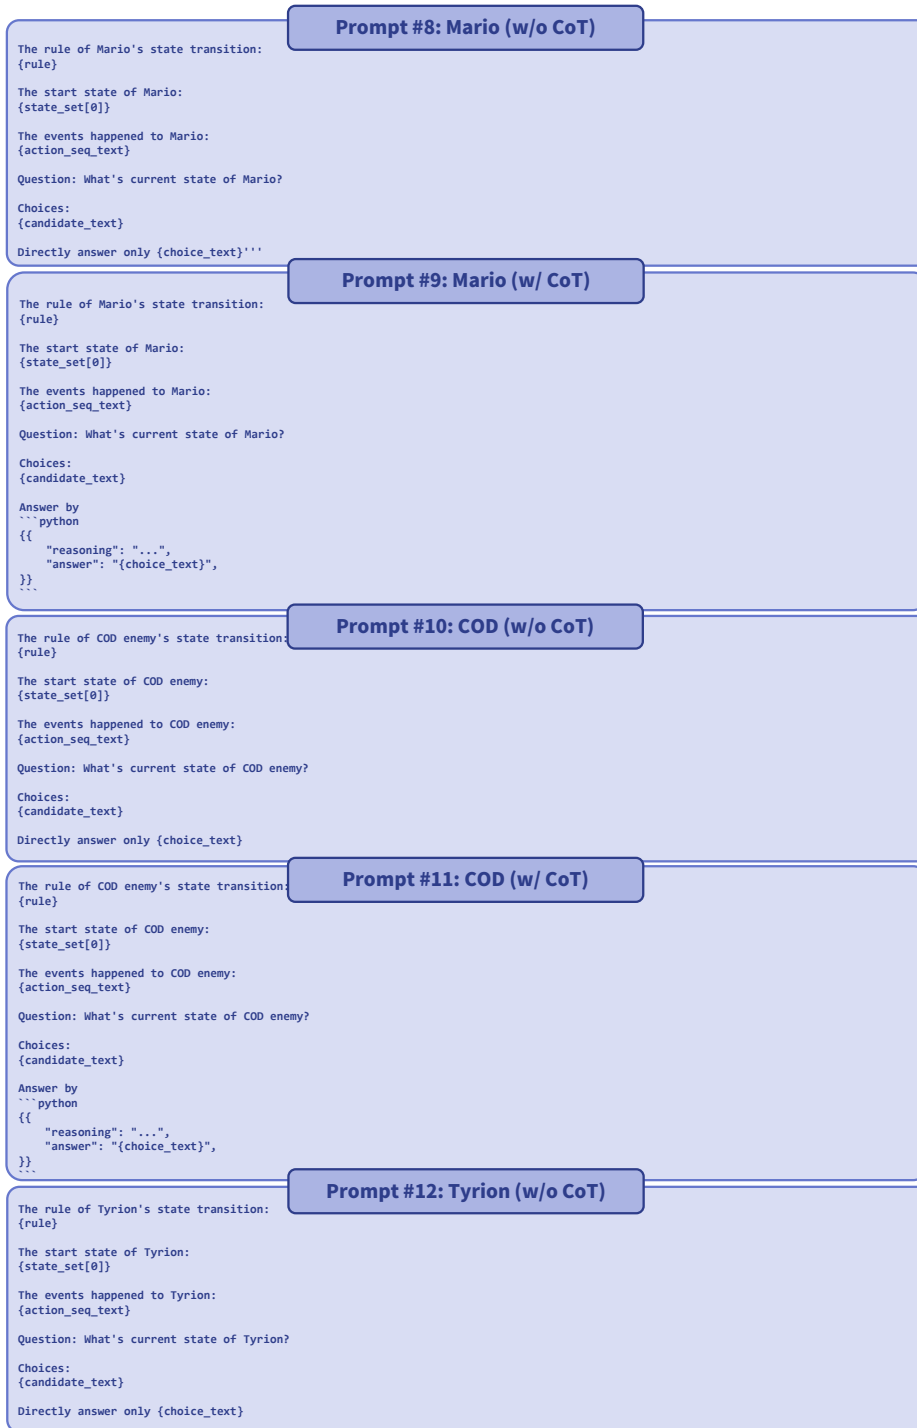 Prompt #8: Mario (w/o CoT)
The rule of Mario's state transition:
{rule}
The start state of Mario:
{state_set[0]}
The events happened to Mario:
{action_seq_text}
Question: What's current state of Mario?
Choices:
{candidate_text}
Directly answer only {choice_text}'''
Prompt #9: Mario (w/ CoT)
The rule of Mario's state transition:
{rule}
The start state of Mario:
{state_set[0]}
The events happened to Mario:
{action_seq_text}
Question: What's current state of Mario?
Choices:
{candidate_text}
Answer by
```python
{{
    "reasoning": "...",
    "answer": "{choice_text}",
}}
```
Prompt #10: COD (w/o CoT)
The rule of COD enemy's state transition:
{rule}
The start state of COD enemy:
{state_set[0]}
The events happened to COD enemy:
{action_seq_text}
Question: What's current state of COD enemy?
Choices:
{candidate_text}
Directly answer only {choice_text}
Prompt #11: COD (w/ CoT)
The rule of COD enemy's state transition:
{rule}
The start state of COD enemy:
{state_set[0]}
The events happened to COD enemy:
{action_seq_text}
Question: What's current state of COD enemy?
Choices:
{candidate_text}
Answer by
```python
{{
    "reasoning": "...",
    "answer": "{choice_text}",
}}
```
Prompt #12: Tyrion (w/o CoT)
The rule of Tyrion's state transition:
{rule}
The start state of Tyrion:
{state_set[0]}
The events happened to Tyrion:
{action_seq_text}
Question: What's current state of Tyrion?
Choices:
{candidate_text}
Directly answer only {choice_text}